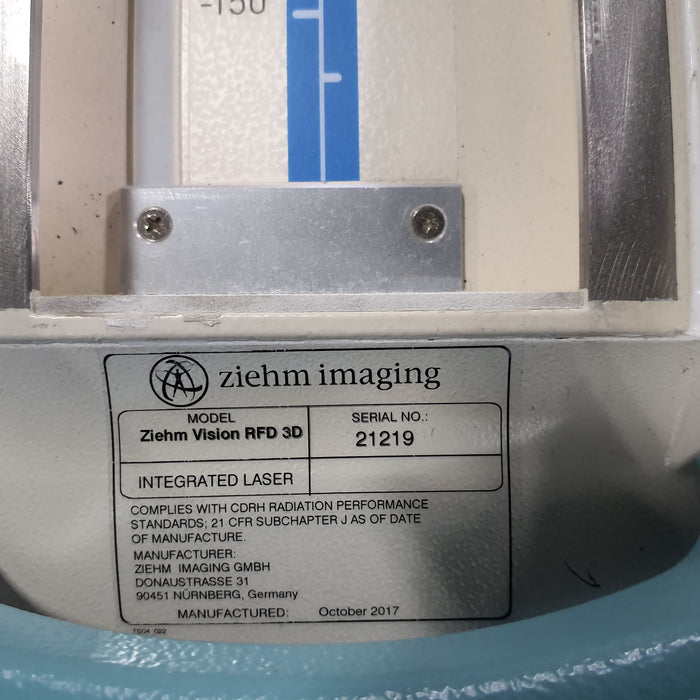 -150
ziehm imaging
MODEL
Ziehm Vision RFD 3D
SERIAL NO.:
21219
INTEGRATED LASER
COMPLIES WITH CDRH RADIATION PERFORMANCE
STANDARDS; 21 CFR SUBCHAPTER J AS OF DATE
OF MANUFACTURE.
MANUFACTURER:
ZIEHM IMAGING GMBH
DONAUSTRASSE 31
90451 NÜRNBERG, Germany
MANUFACTURED: October 2017
TS04_022